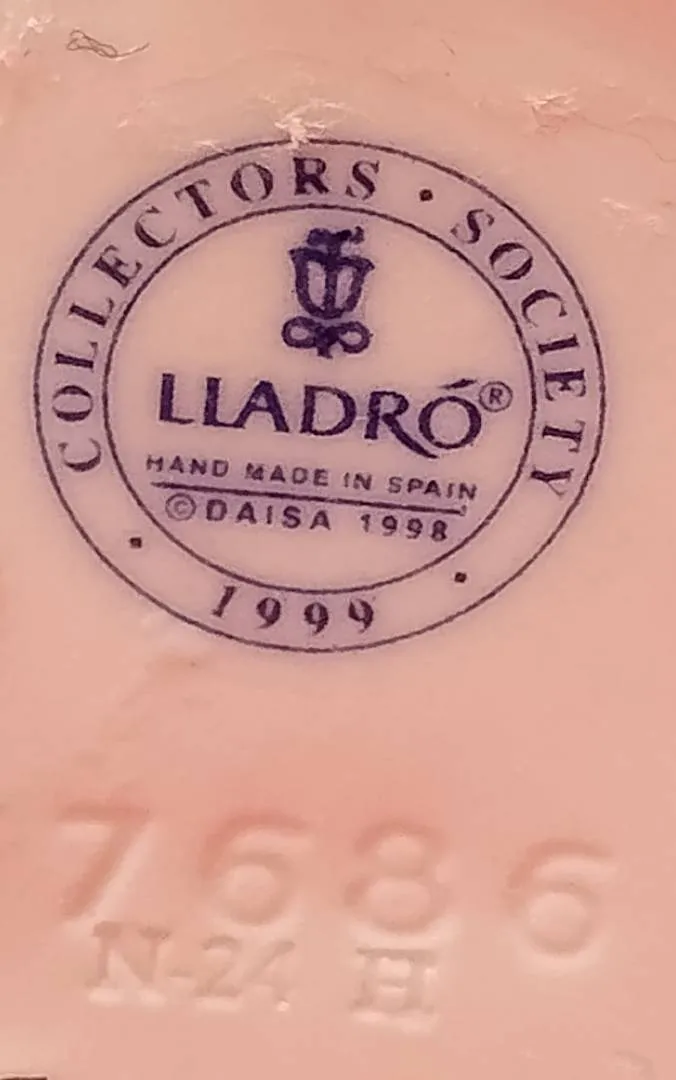 COLLECTORS · SOCIETY
LLADRÓ®
HAND MADE IN SPAIN
©DAISA 1998
· 1999 ·
7686
N-24 H